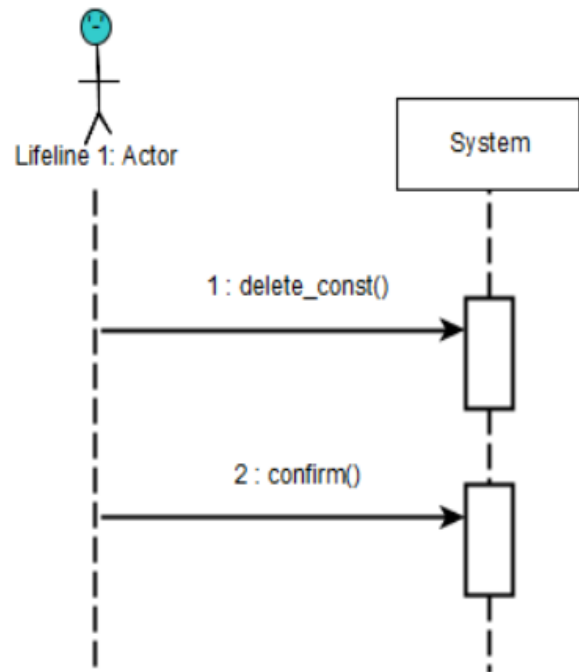 Lifeline 1: Actor
System
1 : delete_const()
2 : confirm()